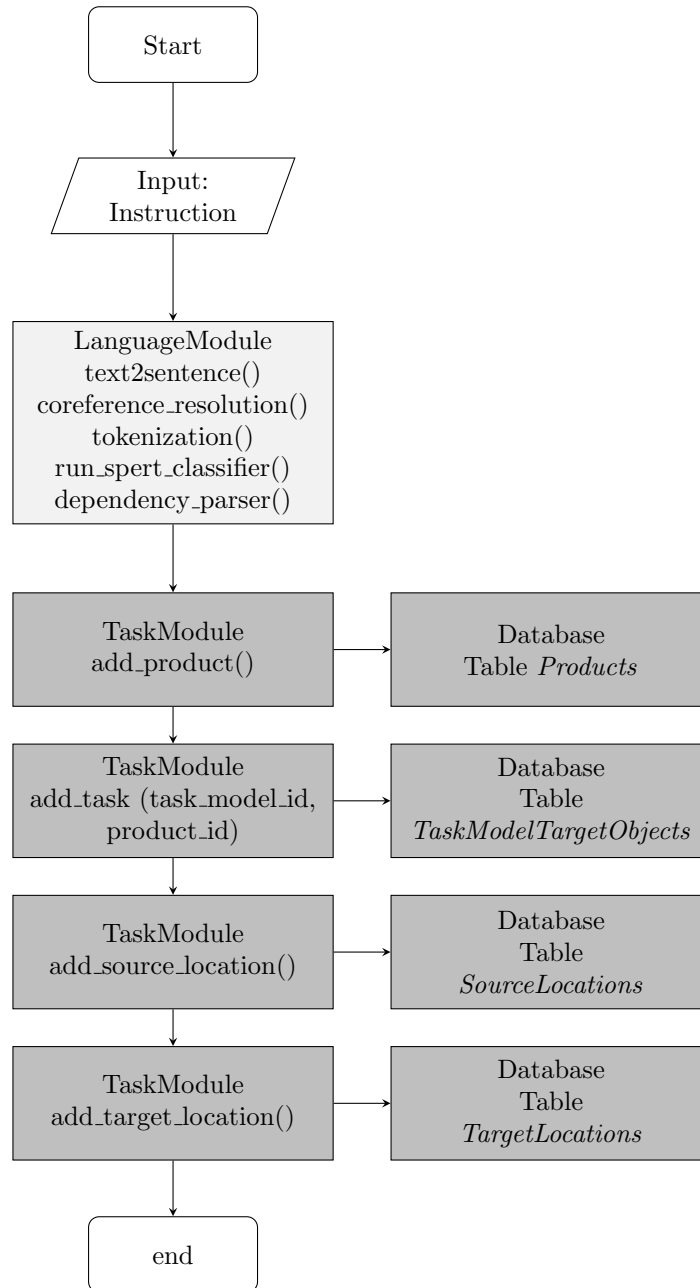 Start
Input:
Instruction
LanguageModule
text2sentence()
coreference_resolution()
tokenization()
run_spert_classifier()
dependency_parser()
TaskModule
add_product()
Database
Table Products
TaskModule
add_task (task_model_id,
product_id)
Database
Table
TaskModelTargetObjects
TaskModule
add_source_location()
Database
Table
SourceLocations
TaskModule
add_target_location()
Database
Table
TargetLocations
end